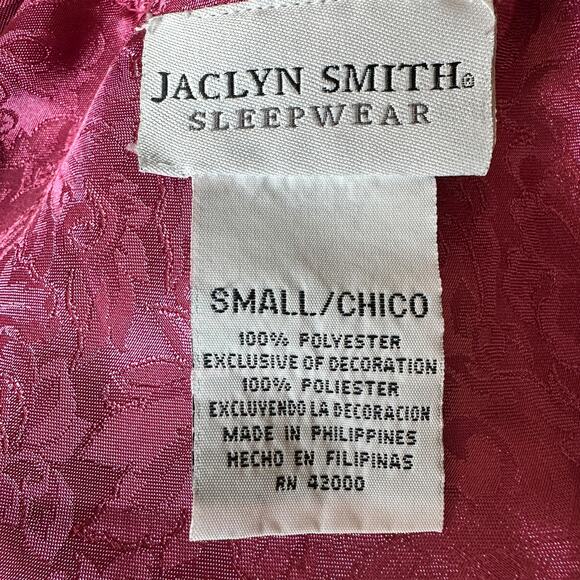 JACLYN SMITH®
SLEEPWEAR
SMALL/CHICO
100% POLYESTER
EXCLUSIVE OF DECORATION
100% POLIESTER
EXCLUYENDO LA DECORACION
MADE IN PHILIPPINES
HECHO EN FILIPINAS
RN 42000